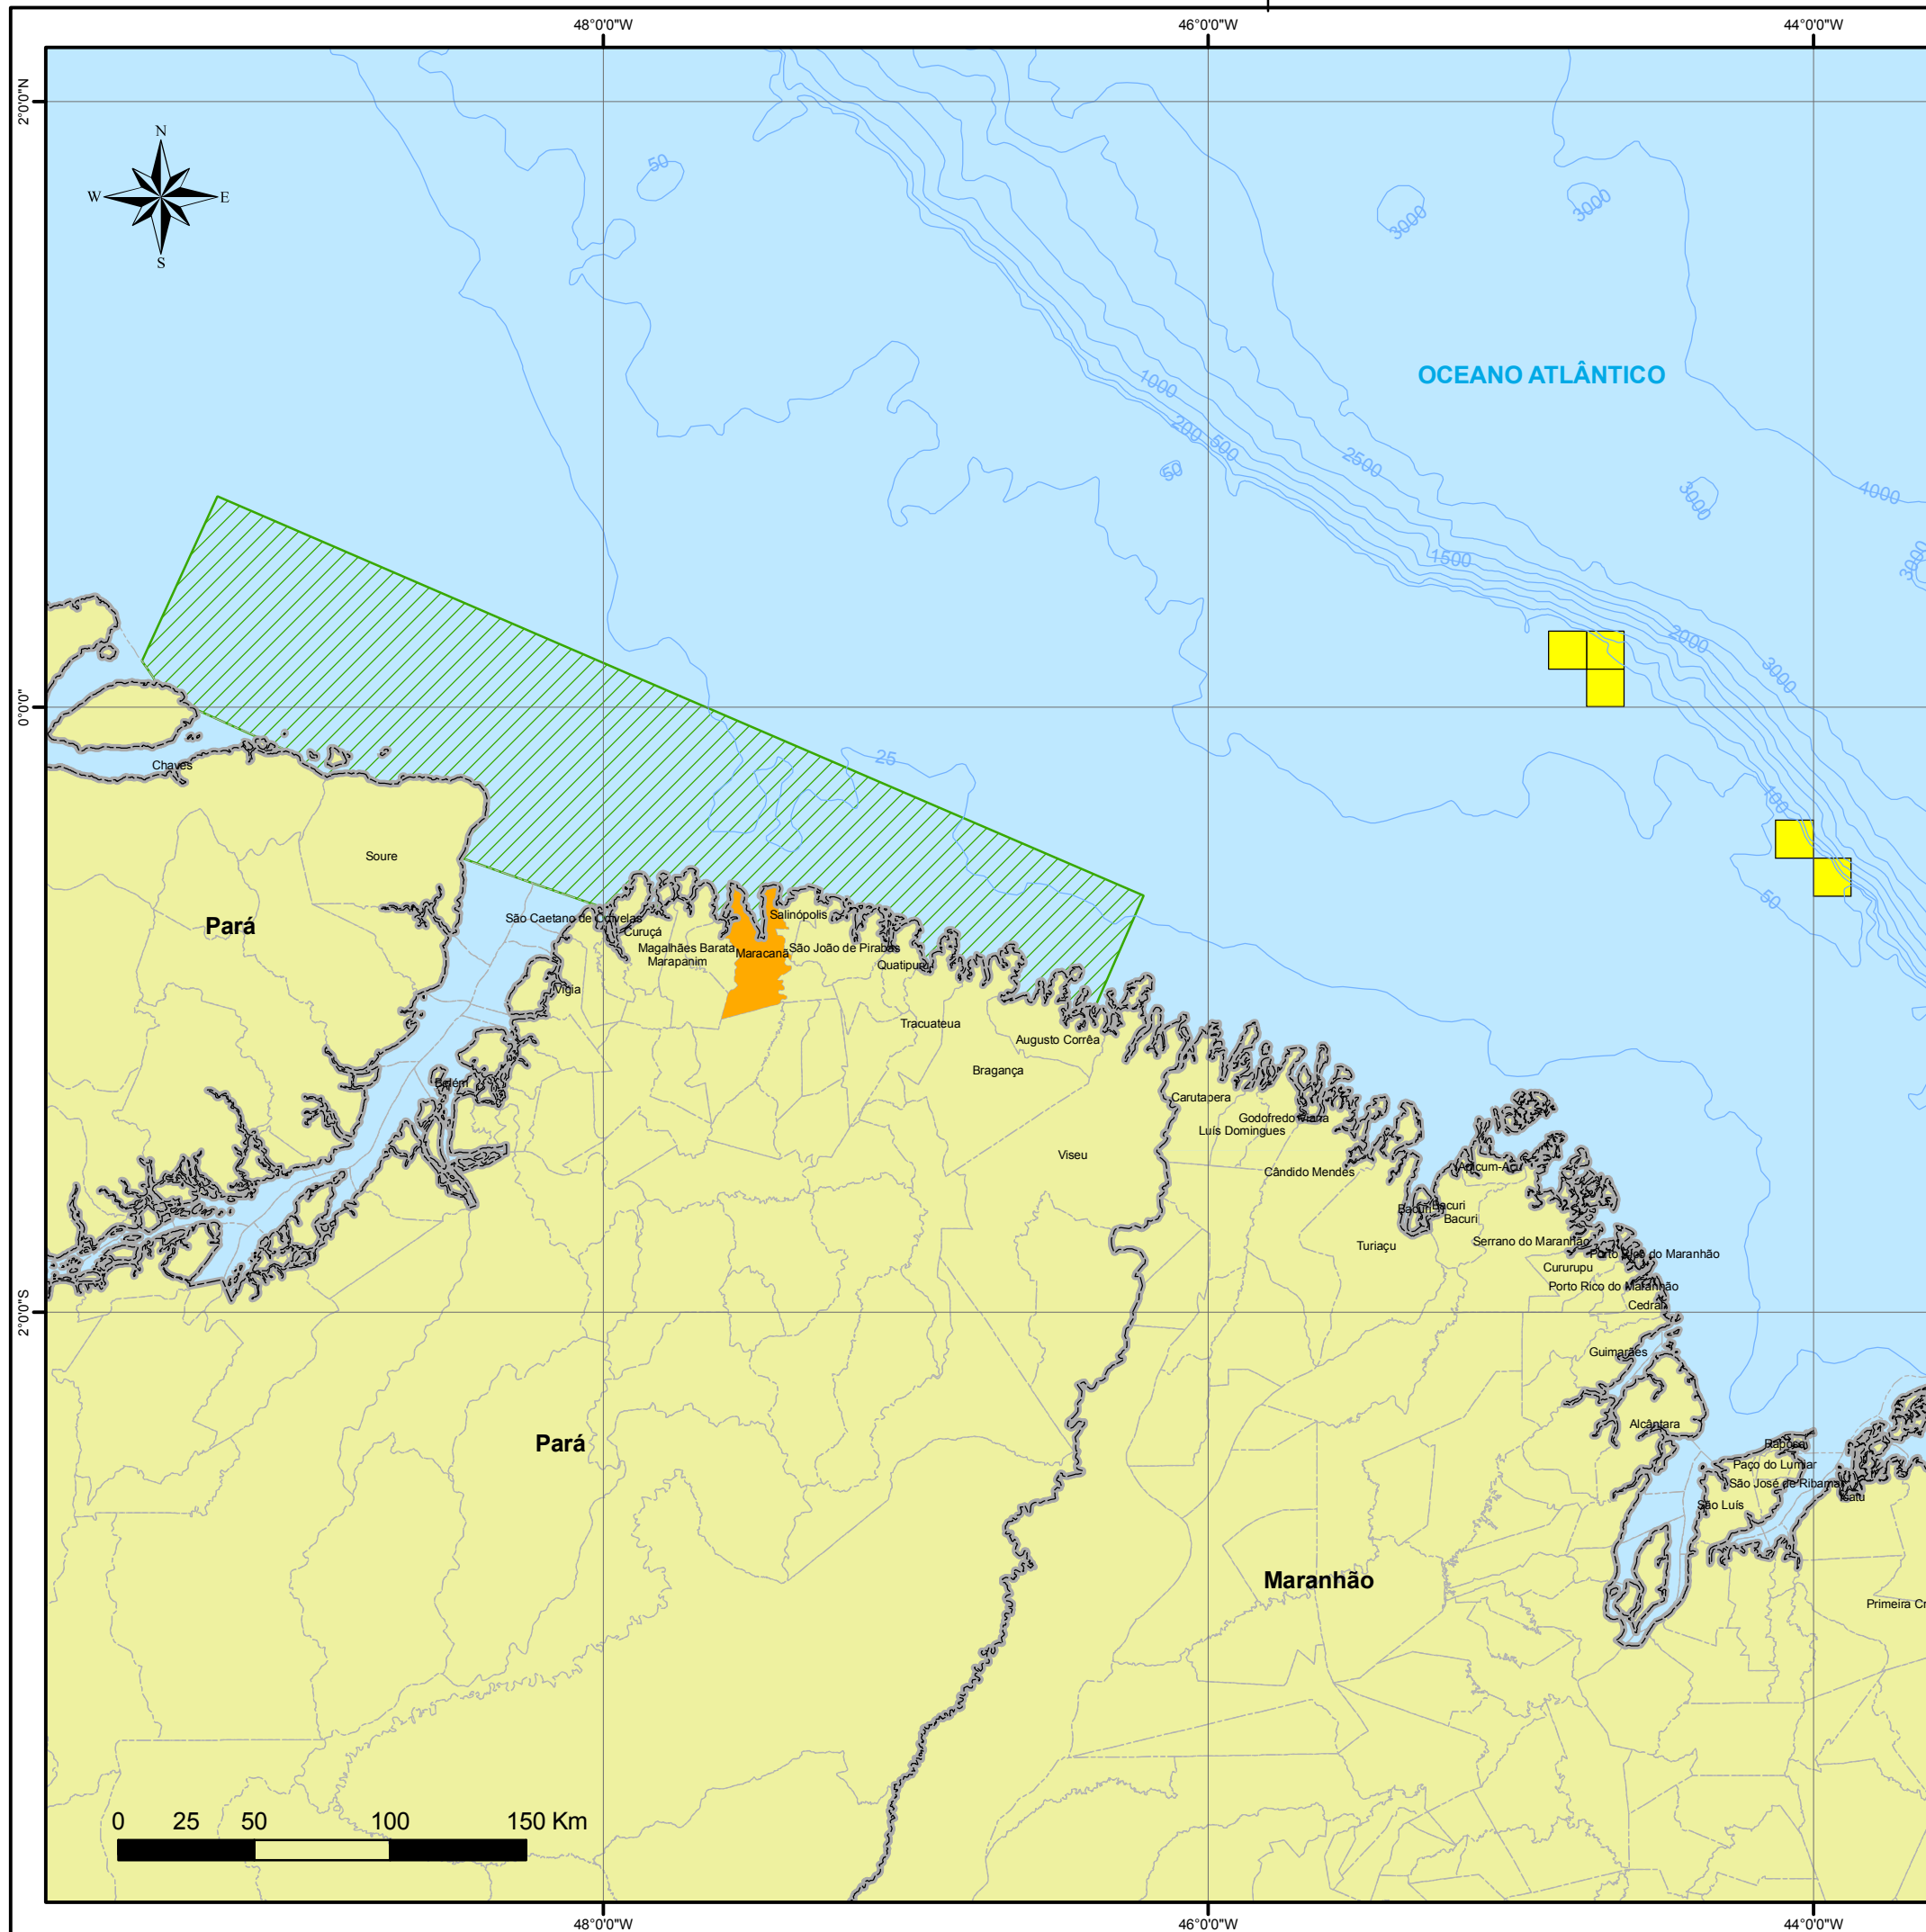 48°0'0"W
46°0'0"W
44°0'0"W
2°0'0"N
N
W
E
S
50
3000
3000
OCEANO ATLÂNTICO
1000
200
500
2500
50
3000
4000
1500
3000
2000
3000
0°0'0"
25
100
50
Chaves
Soure
Pará
São Caetano de Odivelas
Curuçá
Salinópolis
Magalhães Barata
Maracanã
São João de Pirabas
Marapanim
Quatipuru
Vigia
Tracuateua
Augusto Corrêa
Bragança
Belém
Carutapera
Godofredo Viana
Luís Domingues
Viseu
Cândido Mendes
Apicum-Açu
Bacuri
Bacuri
Bacuri
Turiaçu
Serrano do Maranhão
Porto Rico do Maranhão
Cururupu
Porto Rico do Maranhão
Cedral
2°0'0"S
Guimarães
Alcântara
Pará
Raposa
Paço do Lumiar
São José de Ribamar
São Luís
Icatu
Maranhão
Primeira Cr
0 25 50 100 150 Km
48°0'0"W
46°0'0"W
44°0'0"W